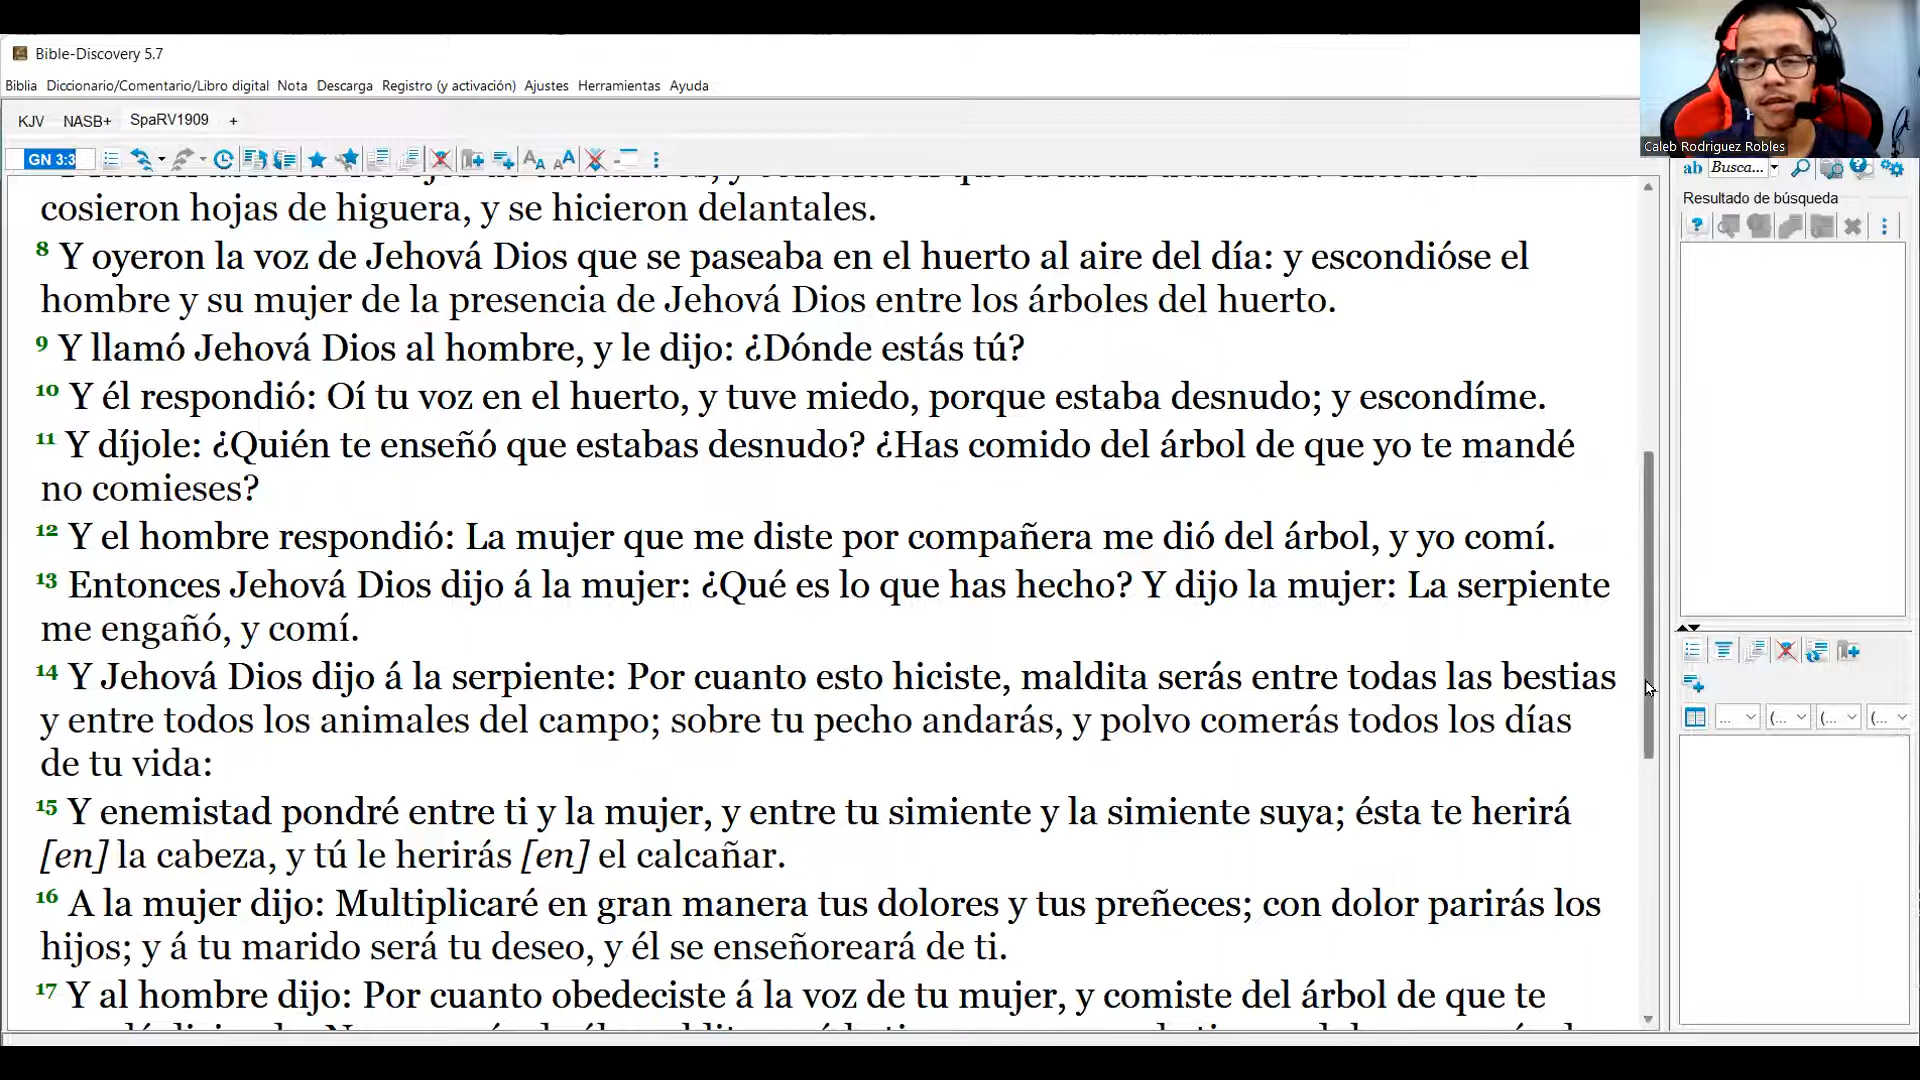 Bible-Discovery 5.7
Biblia Diccionario/Comentario/Libro digital Nota Descarga Registro (y activación) Ajustes Herramientas Ayuda
KJV NASB+ SpaRV1909 +
GN 3:3
Caleb Rodriguez Robles
ab Busca...
Resultado de búsqueda
cosieron hojas de higuera, y se hicieron delantales.
8 Y oyeron la voz de Jehová Dios que se paseaba en el huerto al aire del día: y escondióse el
hombre y su mujer de la presencia de Jehová Dios entre los árboles del huerto.
9 Y llamó Jehová Dios al hombre, y le dijo: ¿Dónde estás tú?
10 Y él respondió: Oí tu voz en el huerto, y tuve miedo, porque estaba desnudo; y escondíme.
11 Y díjole: ¿Quién te enseñó que estabas desnudo? ¿Has comido del árbol de que yo te mandé
no comieses?
12 Y el hombre respondió: La mujer que me diste por compañera me dió del árbol, y yo comí.
13 Entonces Jehová Dios dijo á la mujer: ¿Qué es lo que has hecho? Y dijo la mujer: La serpiente
me engañó, y comí.
14 Y Jehová Dios dijo á la serpiente: Por cuanto esto hiciste, maldita serás entre todas las bestias
y entre todos los animales del campo; sobre tu pecho andarás, y polvo comerás todos los días
de tu vida:
15 Y enemistad pondré entre ti y la mujer, y entre tu simiente y la simiente suya; ésta te herirá
[en] la cabeza, y tú le herirás [en] el calcañar.
16 A la mujer dijo: Multiplicaré en gran manera tus dolores y tus preñeces; con dolor parirás los
hijos; y á tu marido será tu deseo, y él se enseñoreará de ti.
17 Y al hombre dijo: Por cuanto obedeciste á la voz de tu mujer, y comiste del árbol de que te
... (... (... (...